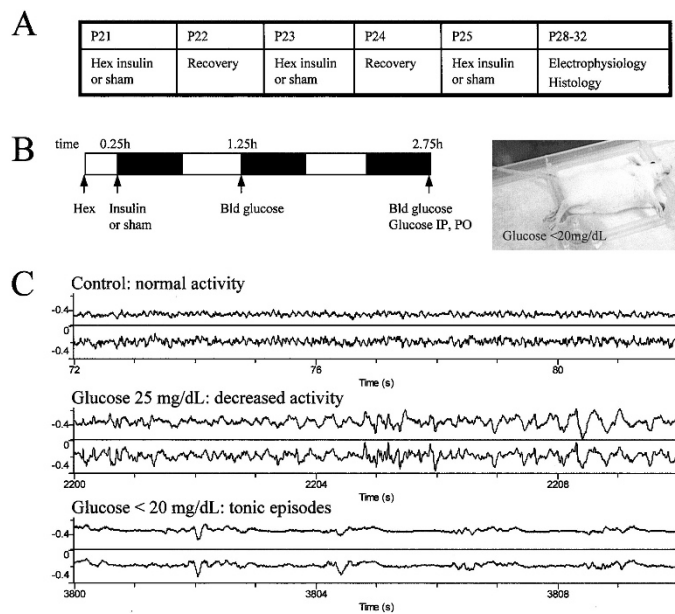 A
P21 P22 P23 P24 P25 P28-32
Hex insulin or sham
Recovery
Hex insulin or sham
Recovery
Hex insulin or sham
Electrophysiology
Histology
B
time 0.25h 1.25h 2.75h
Hex
Insulin
or sham
Bld glucose
Bld glucose
Glucose IP, PO
Glucose <20mg/dL
C
Control: normal activity
-0.4
0
-0.4
72 76 80
Time (s)
Glucose 25 mg/dL: decreased activity
-0.4
0
-0.4
2200 2204 2208
Time (s)
Glucose < 20 mg/dL: tonic episodes
-0.4
0
-0.4
3800 3804 3808
Time (s)